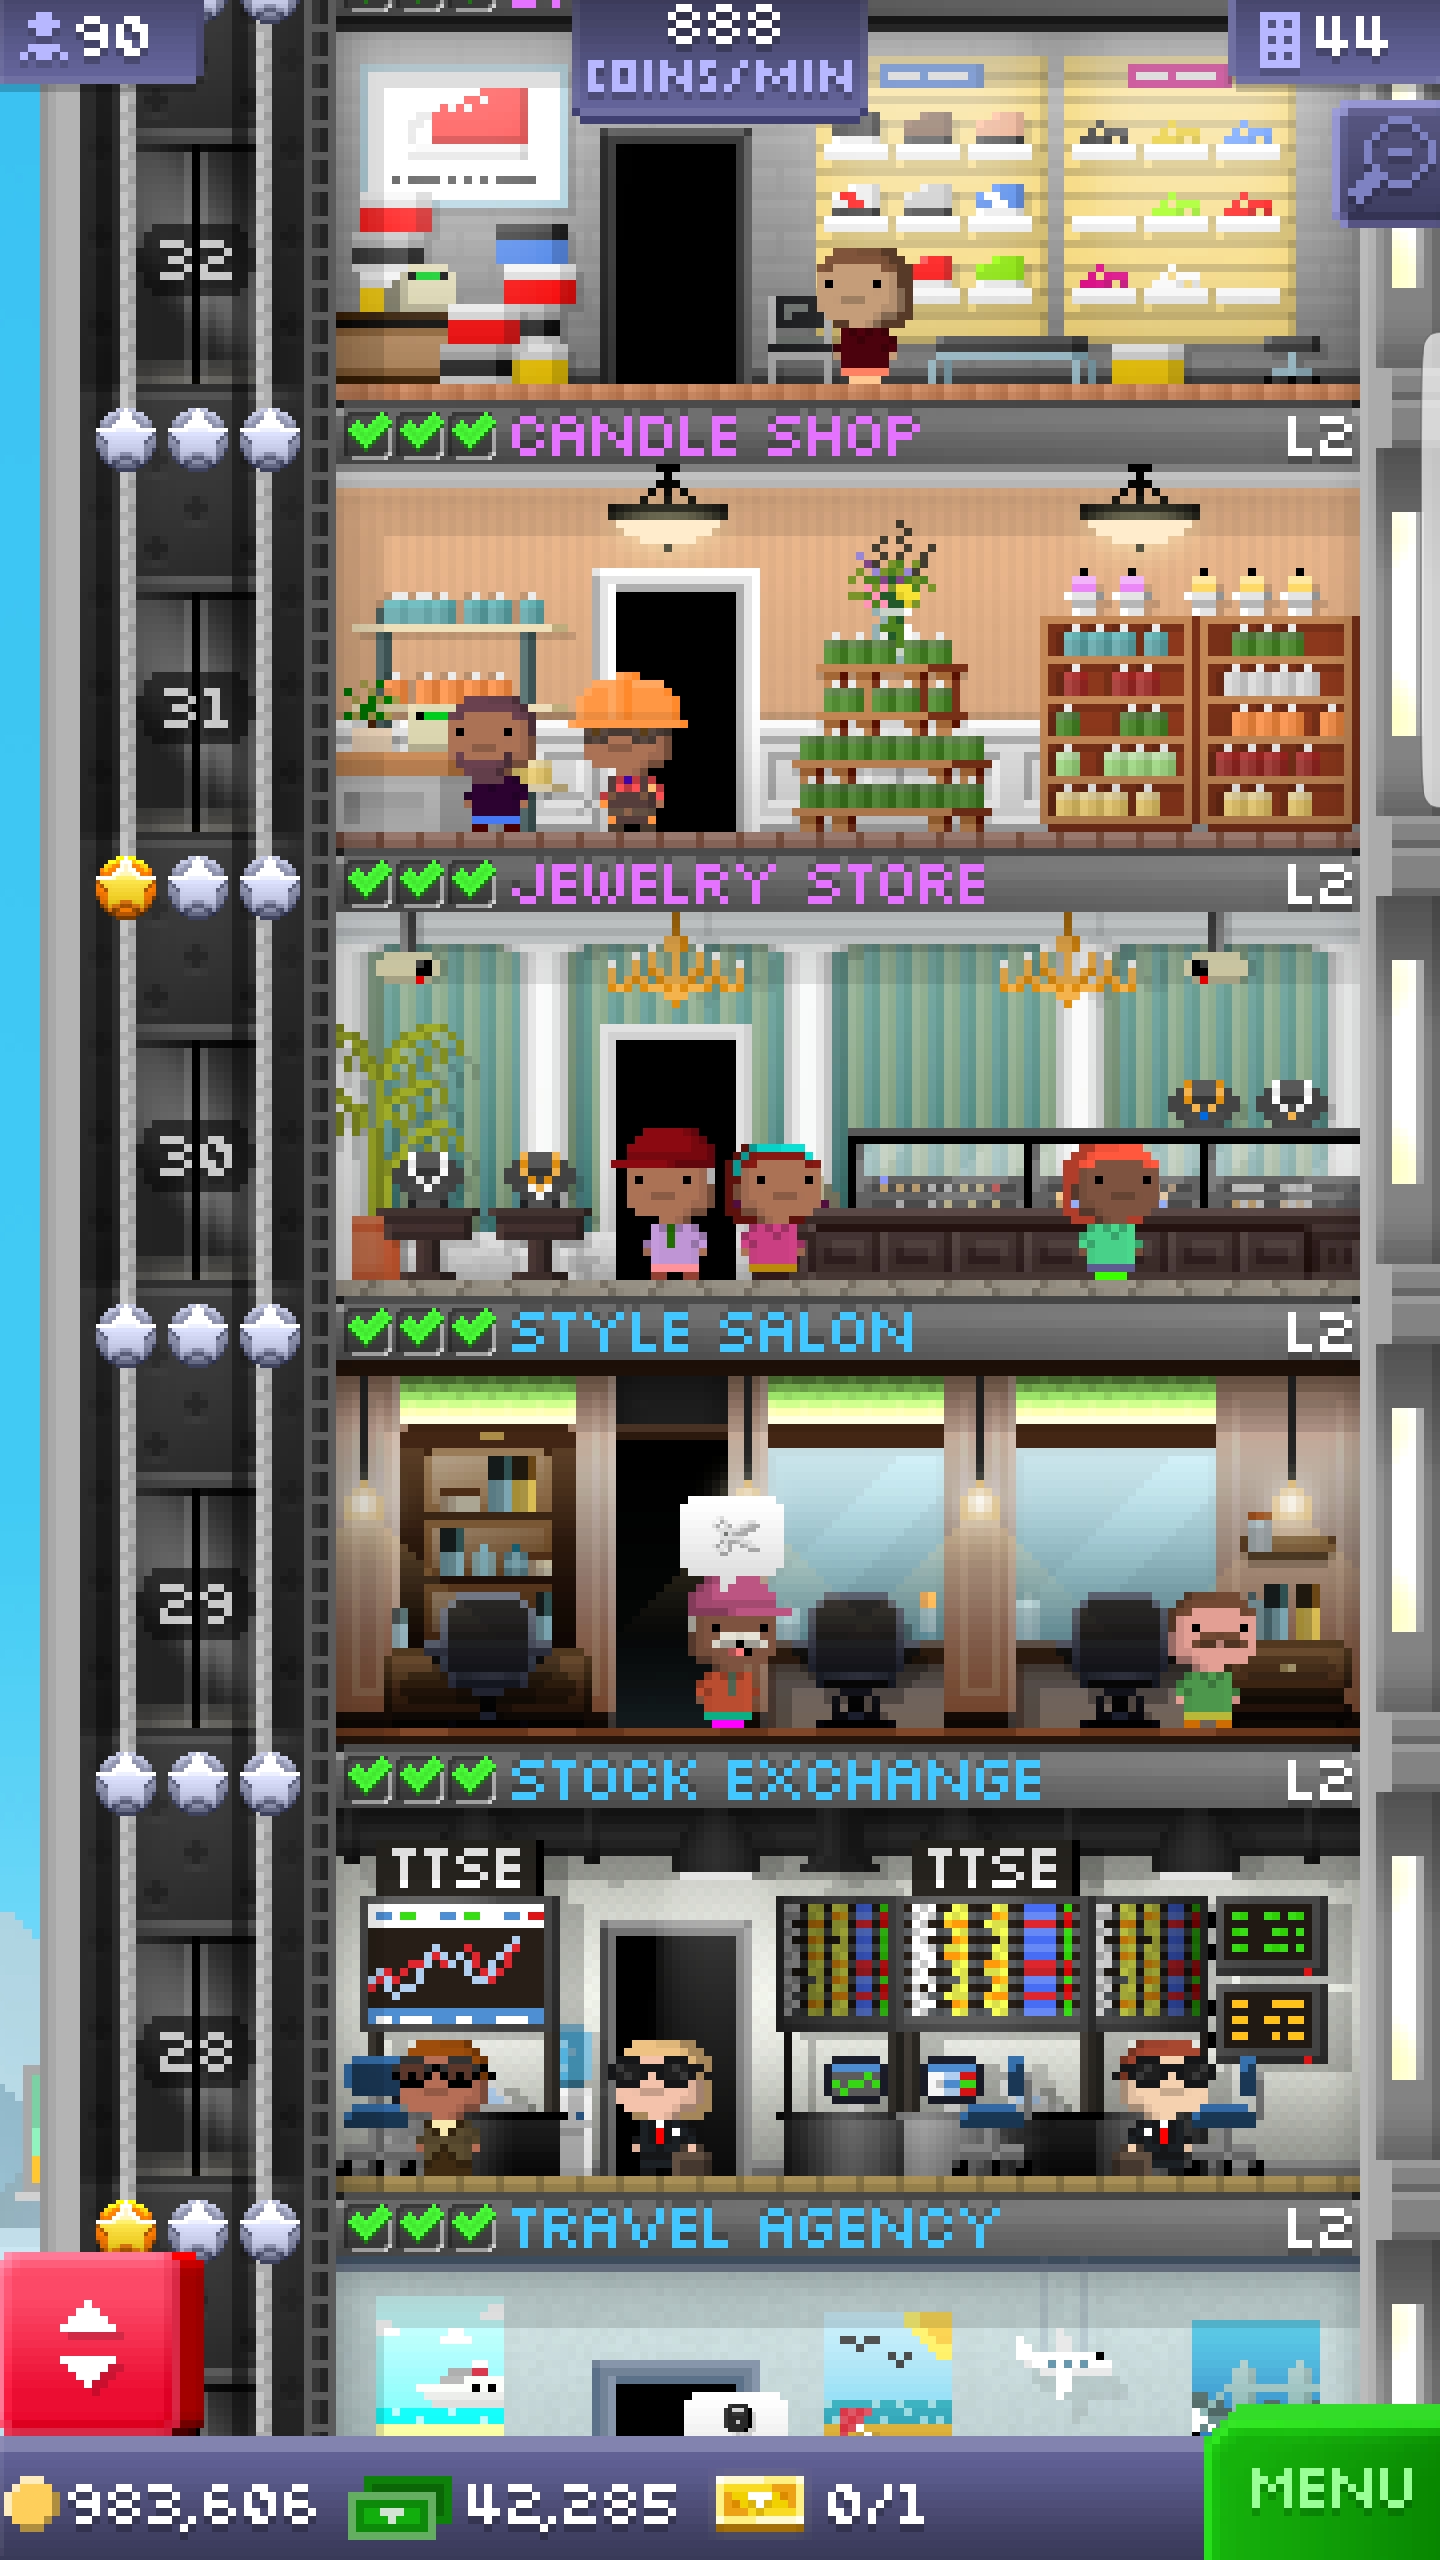 90
888
COINS/MIN
44
32
CANDLE SHOP L2
31
JEWELRY STORE L2
30
STYLE SALON L2
29
STOCK EXCHANGE L2
TTSE TTSE
28
TRAVEL AGENCY L2
983,606 42,285 0/1
MENU